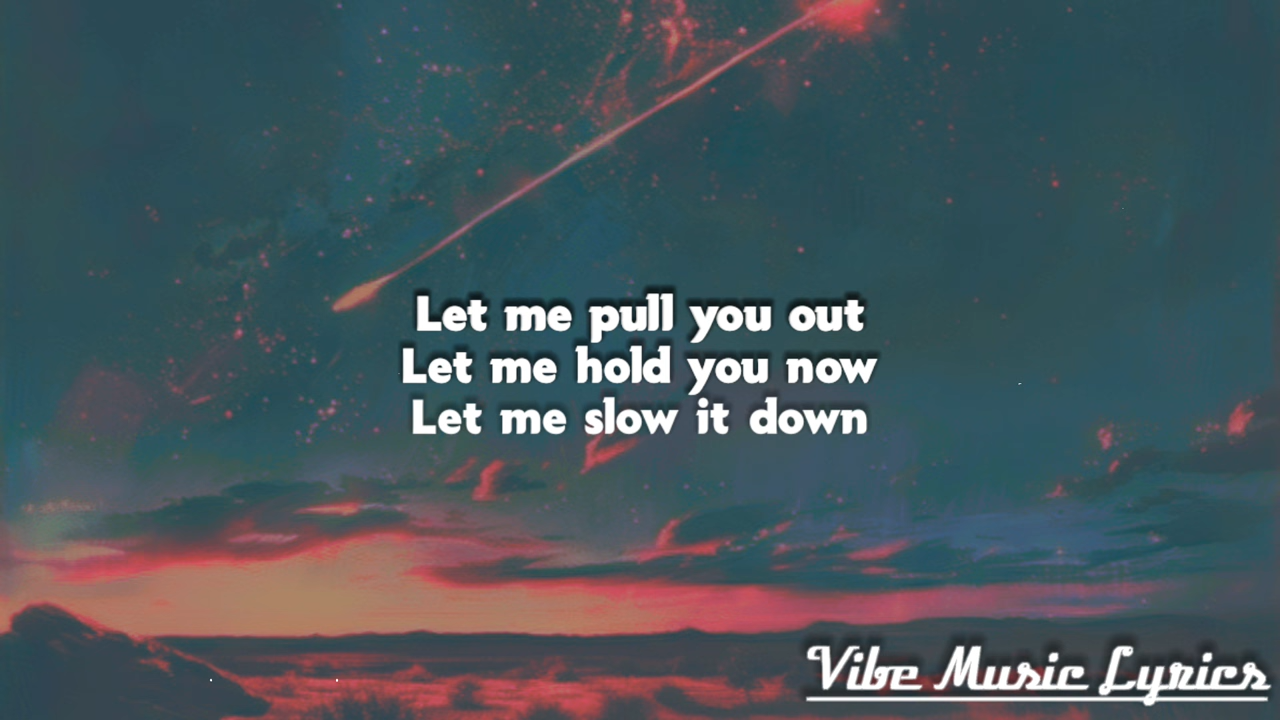 Let me pull you out
Let me hold you now
Let me slow it down
Vibe Music Lyrics